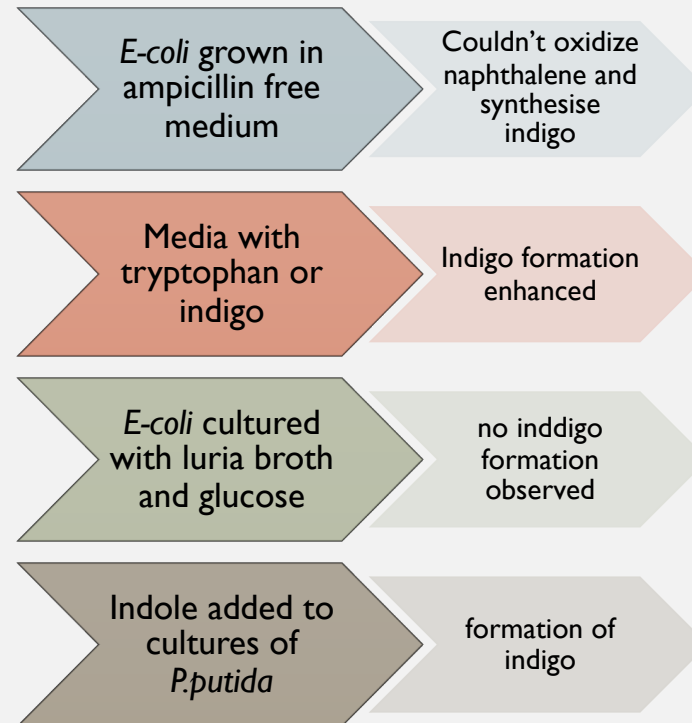 E-coli grown in
ampicillin free
medium
Couldn't oxidize
naphthalene and
synthesise
indigo
Media with
tryptophan or
indigo
Indigo formation
enhanced
E-coli cultured
with luria broth
and glucose
no inddigo
formation
observed
Indole added to
cultures of
P.putida
formation of
indigo